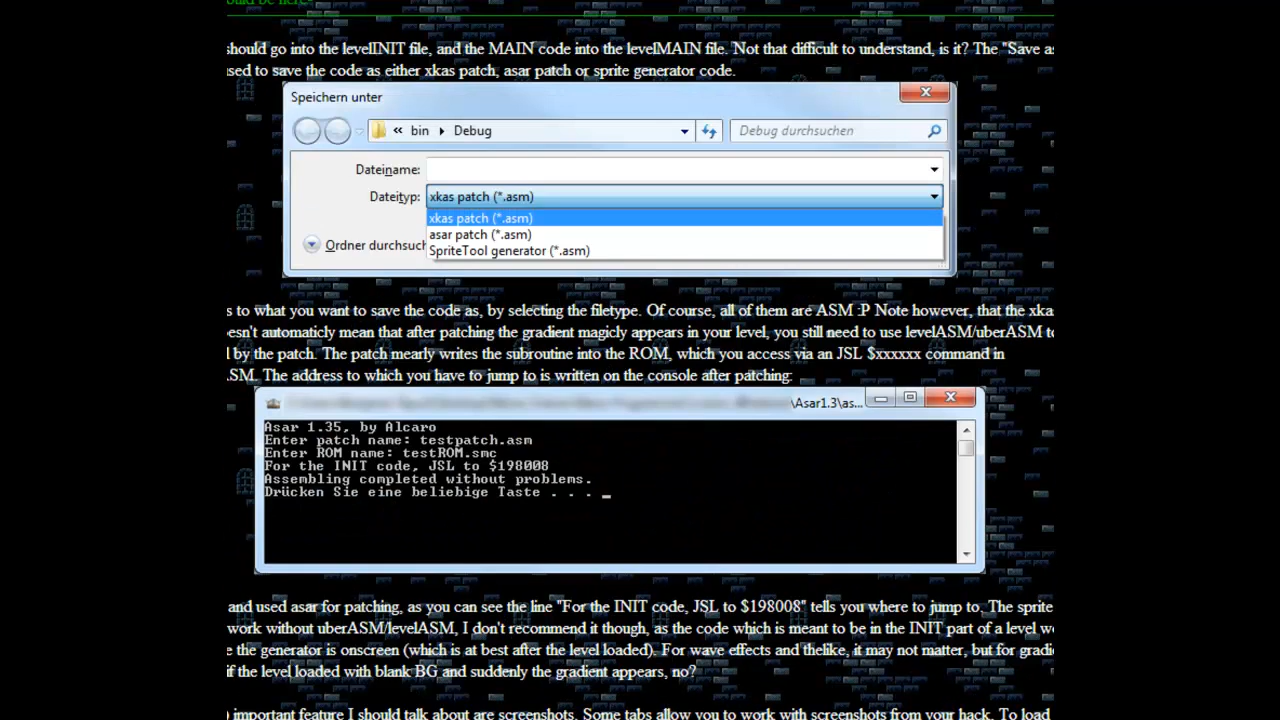 should go into the levelINIT file, and the MAIN code into the levelMAIN file. Not that difficult to understand, is it? The "Save as
used to save the code as either xkas patch, asar patch or sprite generator code.
Speichern unter
« bin ▸ Debug
Debug durchsuchen
Dateiname:
Dateityp: xkas patch (*.asm)
xkas patch (*.asm)
asar patch (*.asm)
SpriteTool generator (*.asm)
Ordner durchsuch
s to what you want to save the code as, by selecting the filetype. Of course, all of them are ASM :P Note however, that the xka
esn't automaticly mean that after patching the gradient magicly appears in your level, you still need to use levelASM/uberASM to
l by the patch. The patch mearly writes the subroutine into the ROM, which you access via an JSL $xxxxxx command in
ASM. The address to which you have to jump to is written on the console after patching:
\Asar1.3\as...
Asar 1.35, by Alcaro
Enter patch name: testpatch.asm
Enter ROM name: testROM.smc
For the INIT code, JSL to $198008
Assembling completed without problems.
Drücken Sie eine beliebige Taste . . . _
and used asar for patching, as you can see the line "For the INIT code, JSL to $198008" tells you where to jump to. The sprite
work without uberASM/levelASM, I don't recommend it though, as the code which is meant to be in the INIT part of a level w
e the generator is onscreen (which is at best after the level loaded). For wave effects and thelike, it may not matter, but for gradi
if the level loaded with blank BG and suddenly the gradient appears, no?
important feature I should talk about are screenshots. Some tabs allow you to work with screenshots from your hack. To load